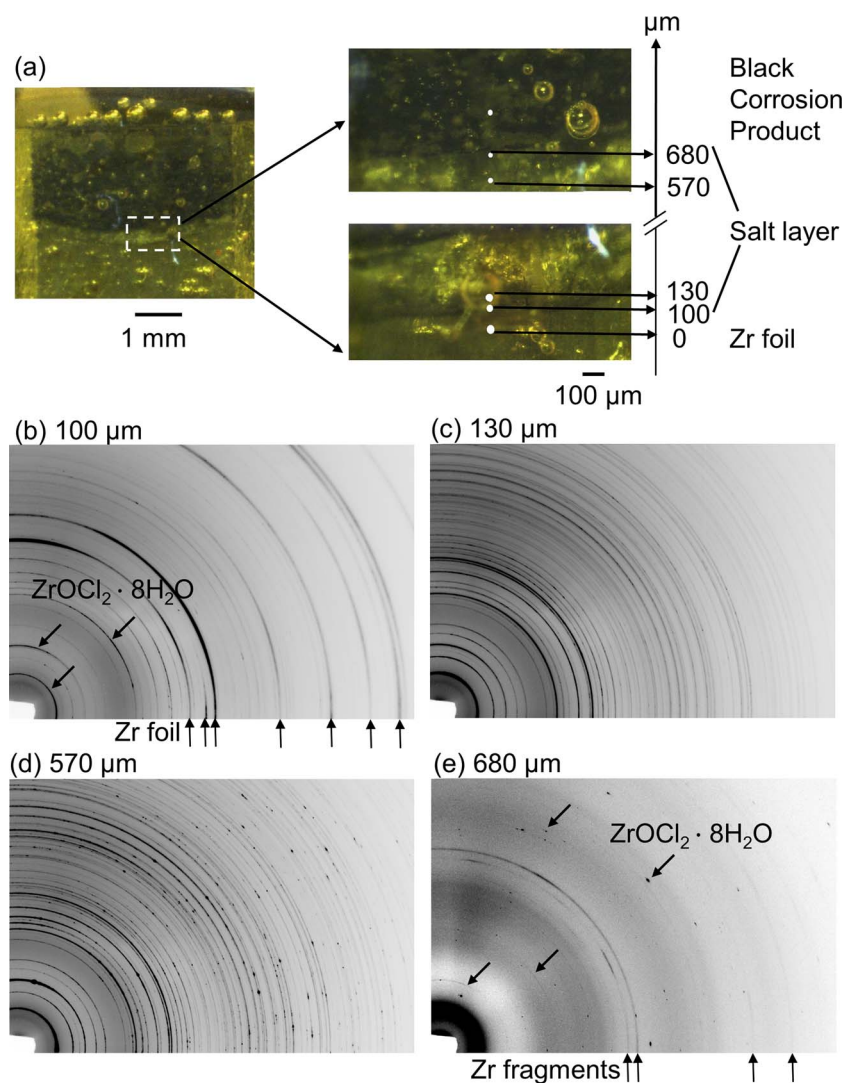 (a)
μm
Black
Corrosion
Product
680
570
Salt layer
130
100
0
Zr foil
1 mm
100 μm
(b) 100 μm
(c) 130 μm
ZrOCl₂ · 8H₂O
Zr foil
(d) 570 μm
(e) 680 μm
ZrOCl₂ · 8H₂O
Zr fragments